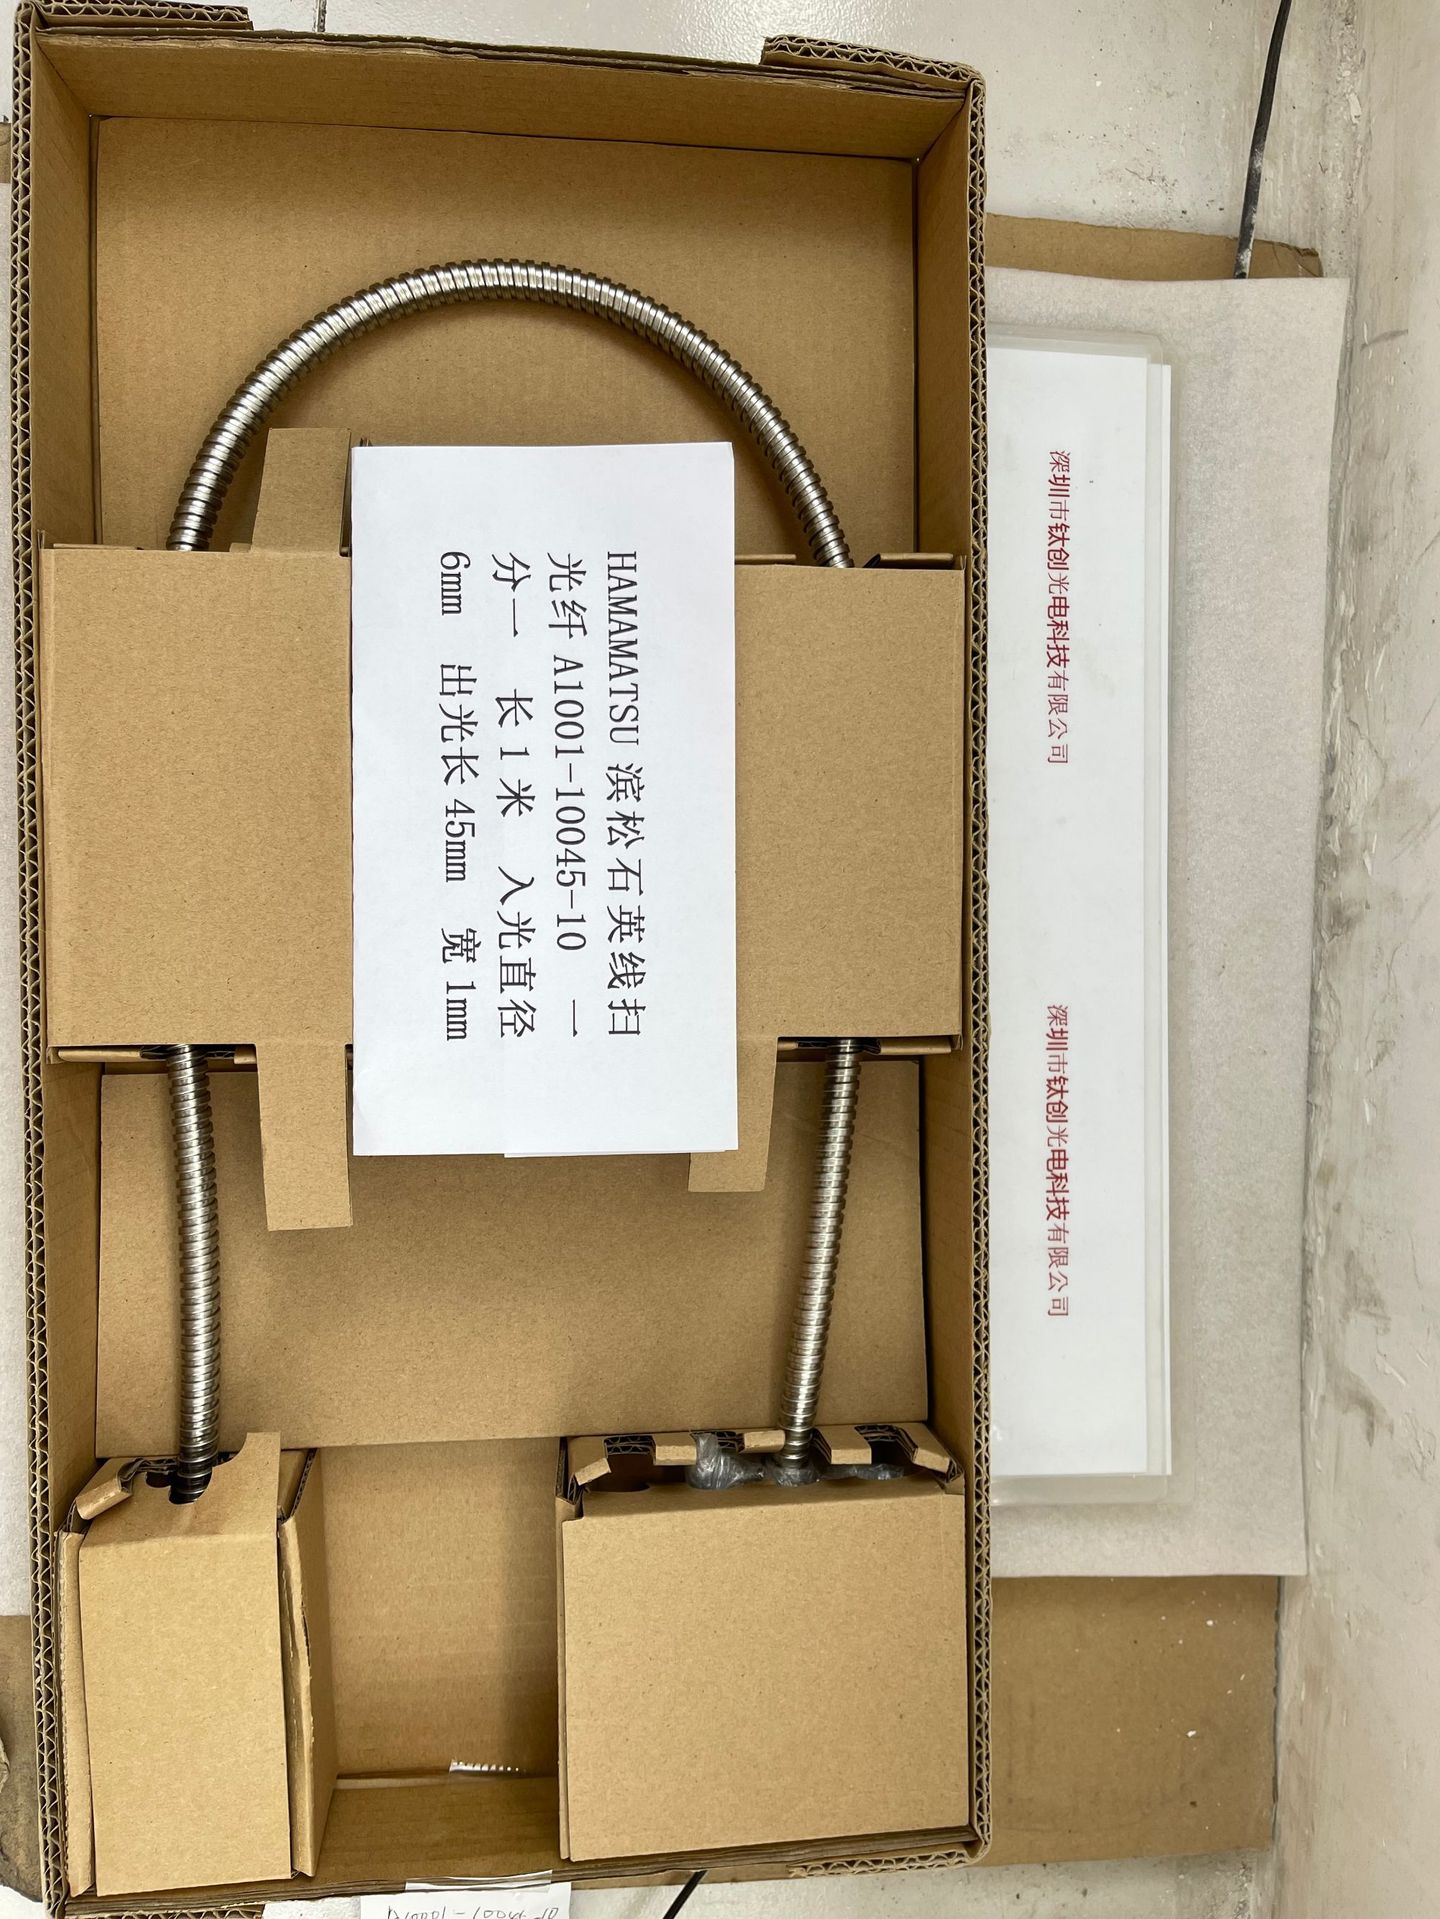 HAMAMATSU 滨松石英线扫
光纤 A1001-10045-10 一
分一 长1米 入光直径
6mm 出光长45mm 宽1mm
深圳市钛创光电科技有限公司
深圳市钛创光电科技有限公司